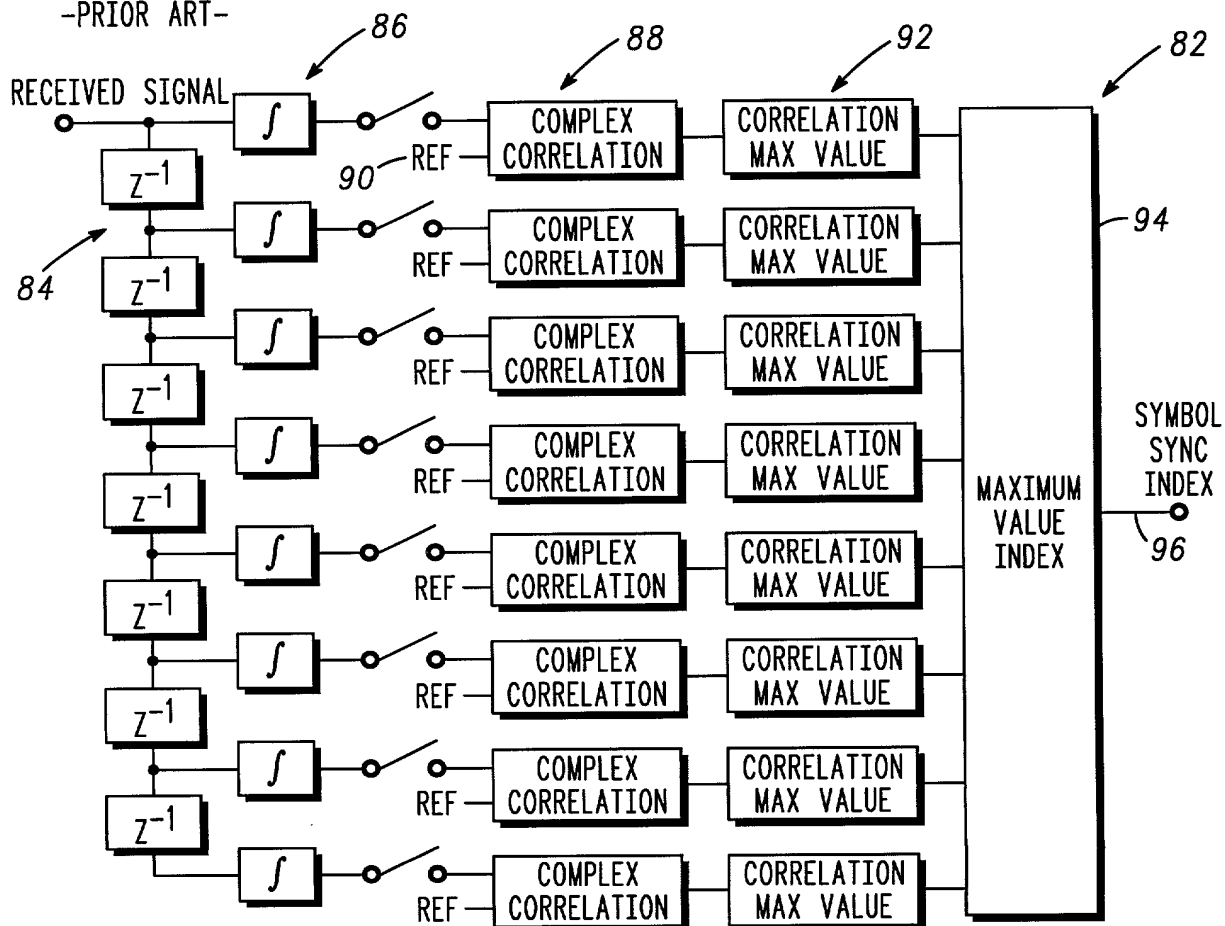 -PRIOR ART-
86
88
92
82
RECEIVED SIGNAL
∫
COMPLEX
CORRELATION
CORRELATION
MAX VALUE
90
REF
Z⁻¹
84
∫
COMPLEX
CORRELATION
CORRELATION
MAX VALUE
94
REF
Z⁻¹
∫
COMPLEX
CORRELATION
CORRELATION
MAX VALUE
REF
Z⁻¹
∫
COMPLEX
CORRELATION
CORRELATION
MAX VALUE
REF
Z⁻¹
SYMBOL
SYNC
INDEX
MAXIMUM
VALUE
INDEX
96
∫
COMPLEX
CORRELATION
CORRELATION
MAX VALUE
REF
Z⁻¹
∫
COMPLEX
CORRELATION
CORRELATION
MAX VALUE
REF
Z⁻¹
∫
COMPLEX
CORRELATION
CORRELATION
MAX VALUE
REF
Z⁻¹
∫
COMPLEX
CORRELATION
CORRELATION
MAX VALUE
REF